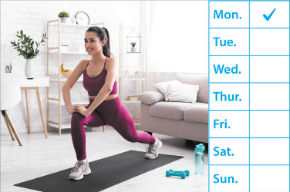 Mon. ✓
Tue.
Wed.
Thur.
Fri.
Sat.
Sun.